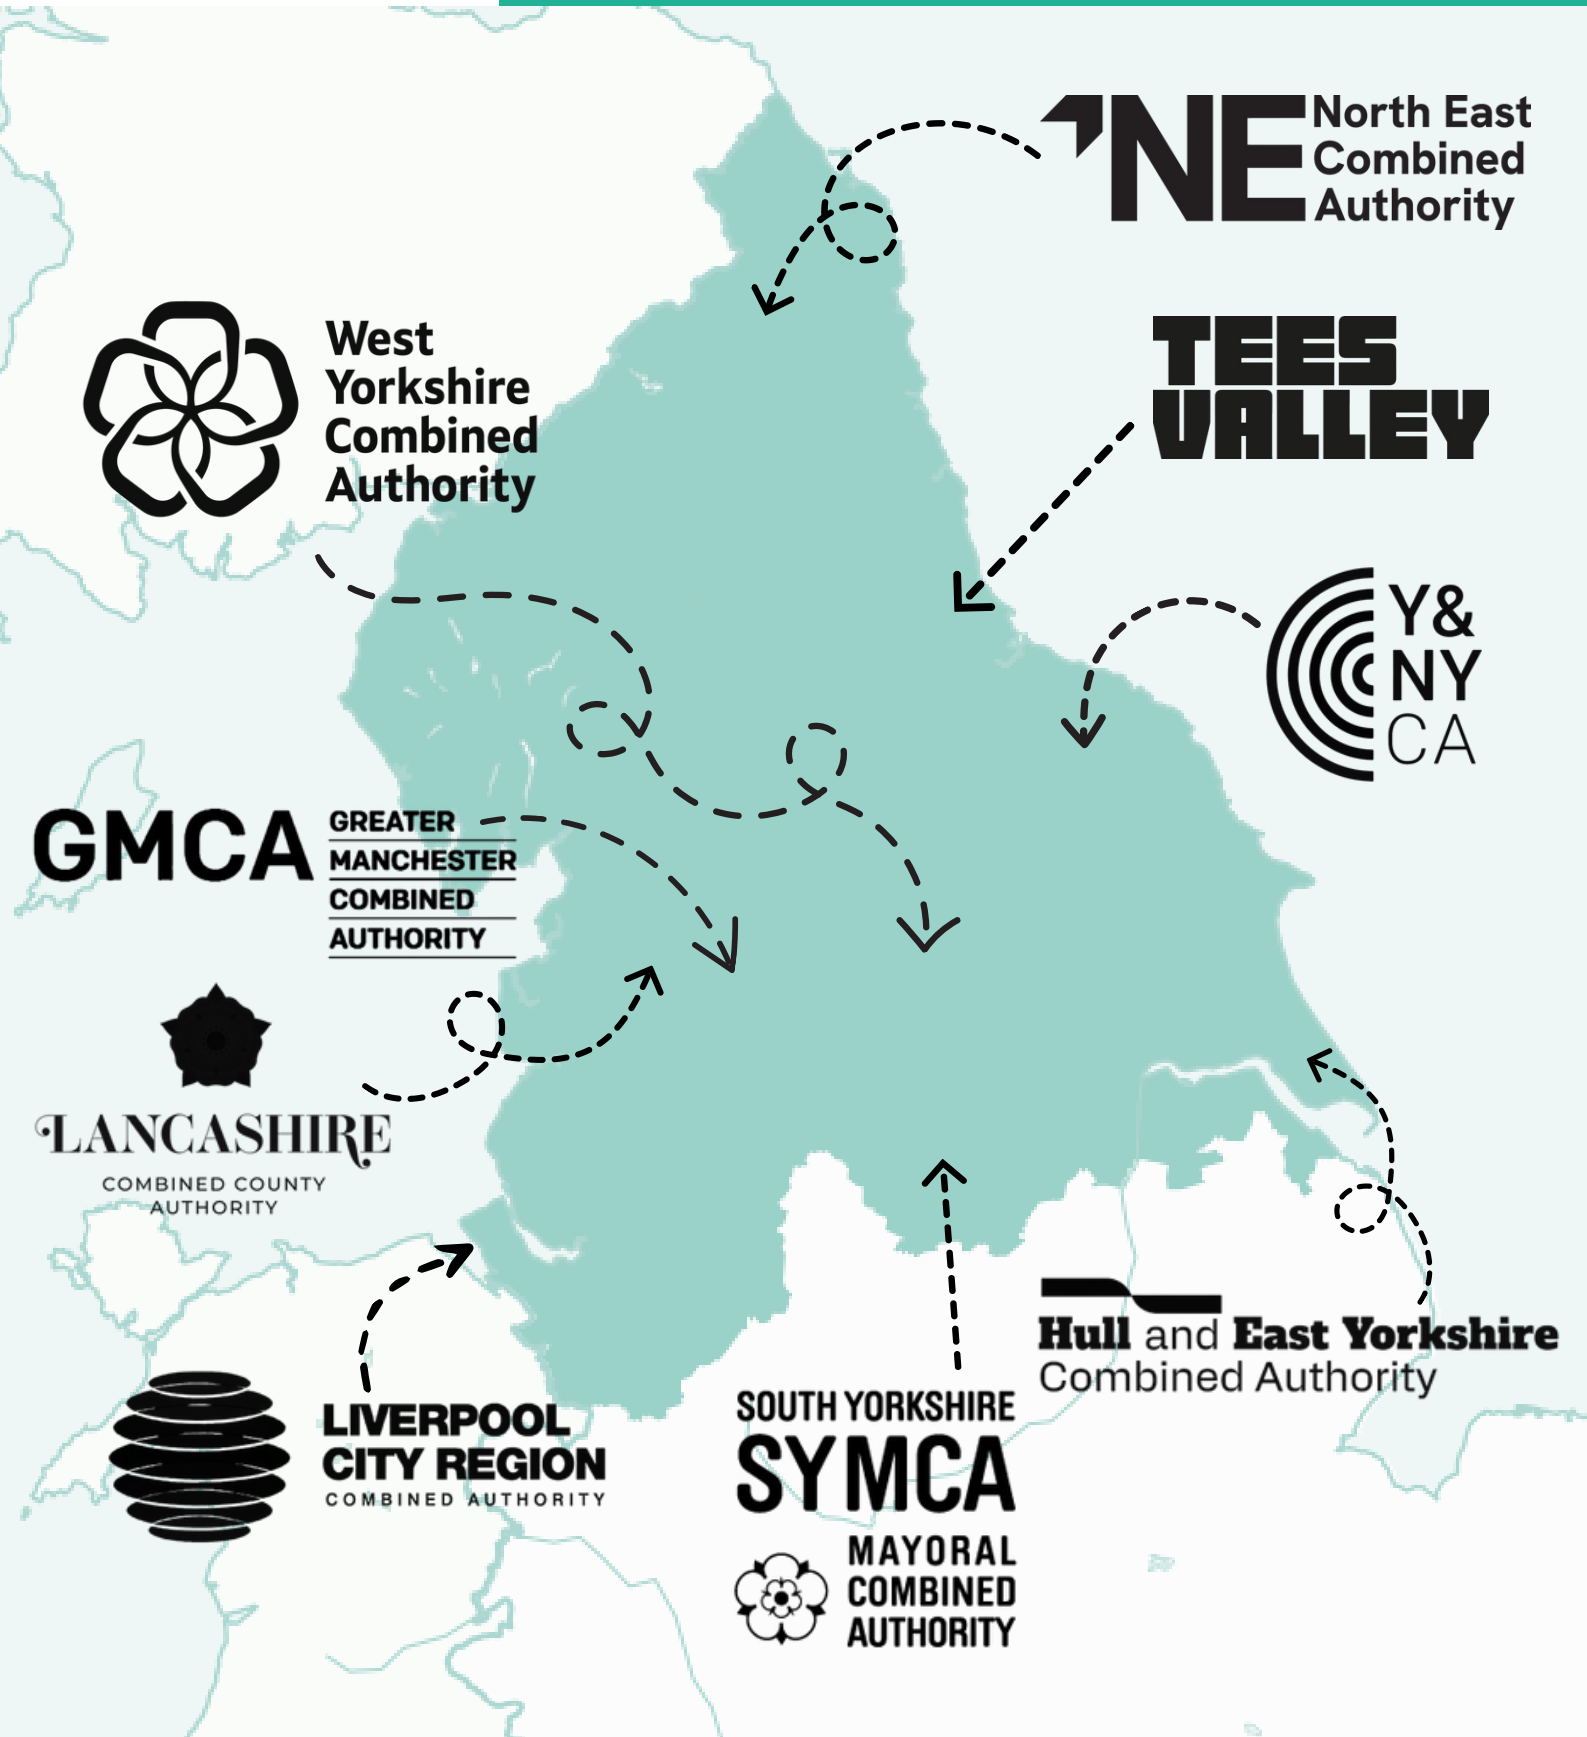 NE
North East
Combined
Authority
West
Yorkshire
Combined
Authority
TEES
VALLEY
Y&
NY
CA
GMCA
GREATER
MANCHESTER
COMBINED
AUTHORITY
LANCASHIRE
COMBINED COUNTY
AUTHORITY
Hull and East Yorkshire
Combined Authority
LIVERPOOL
CITY REGION
COMBINED AUTHORITY
SOUTH YORKSHIRE
SYMCA
MAYORAL
COMBINED
AUTHORITY